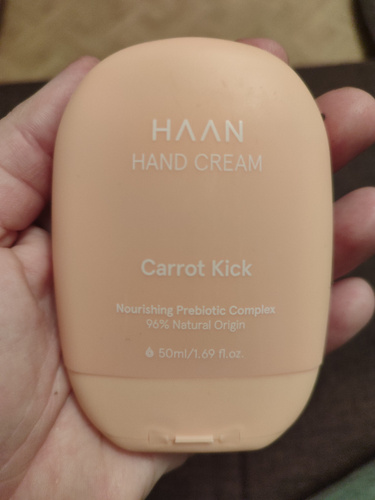 HAAN
HAND CREAM
Carrot Kick
Nourishing Prebiotic Complex
96% Natural Origin
50ml/1.69 fl.oz.